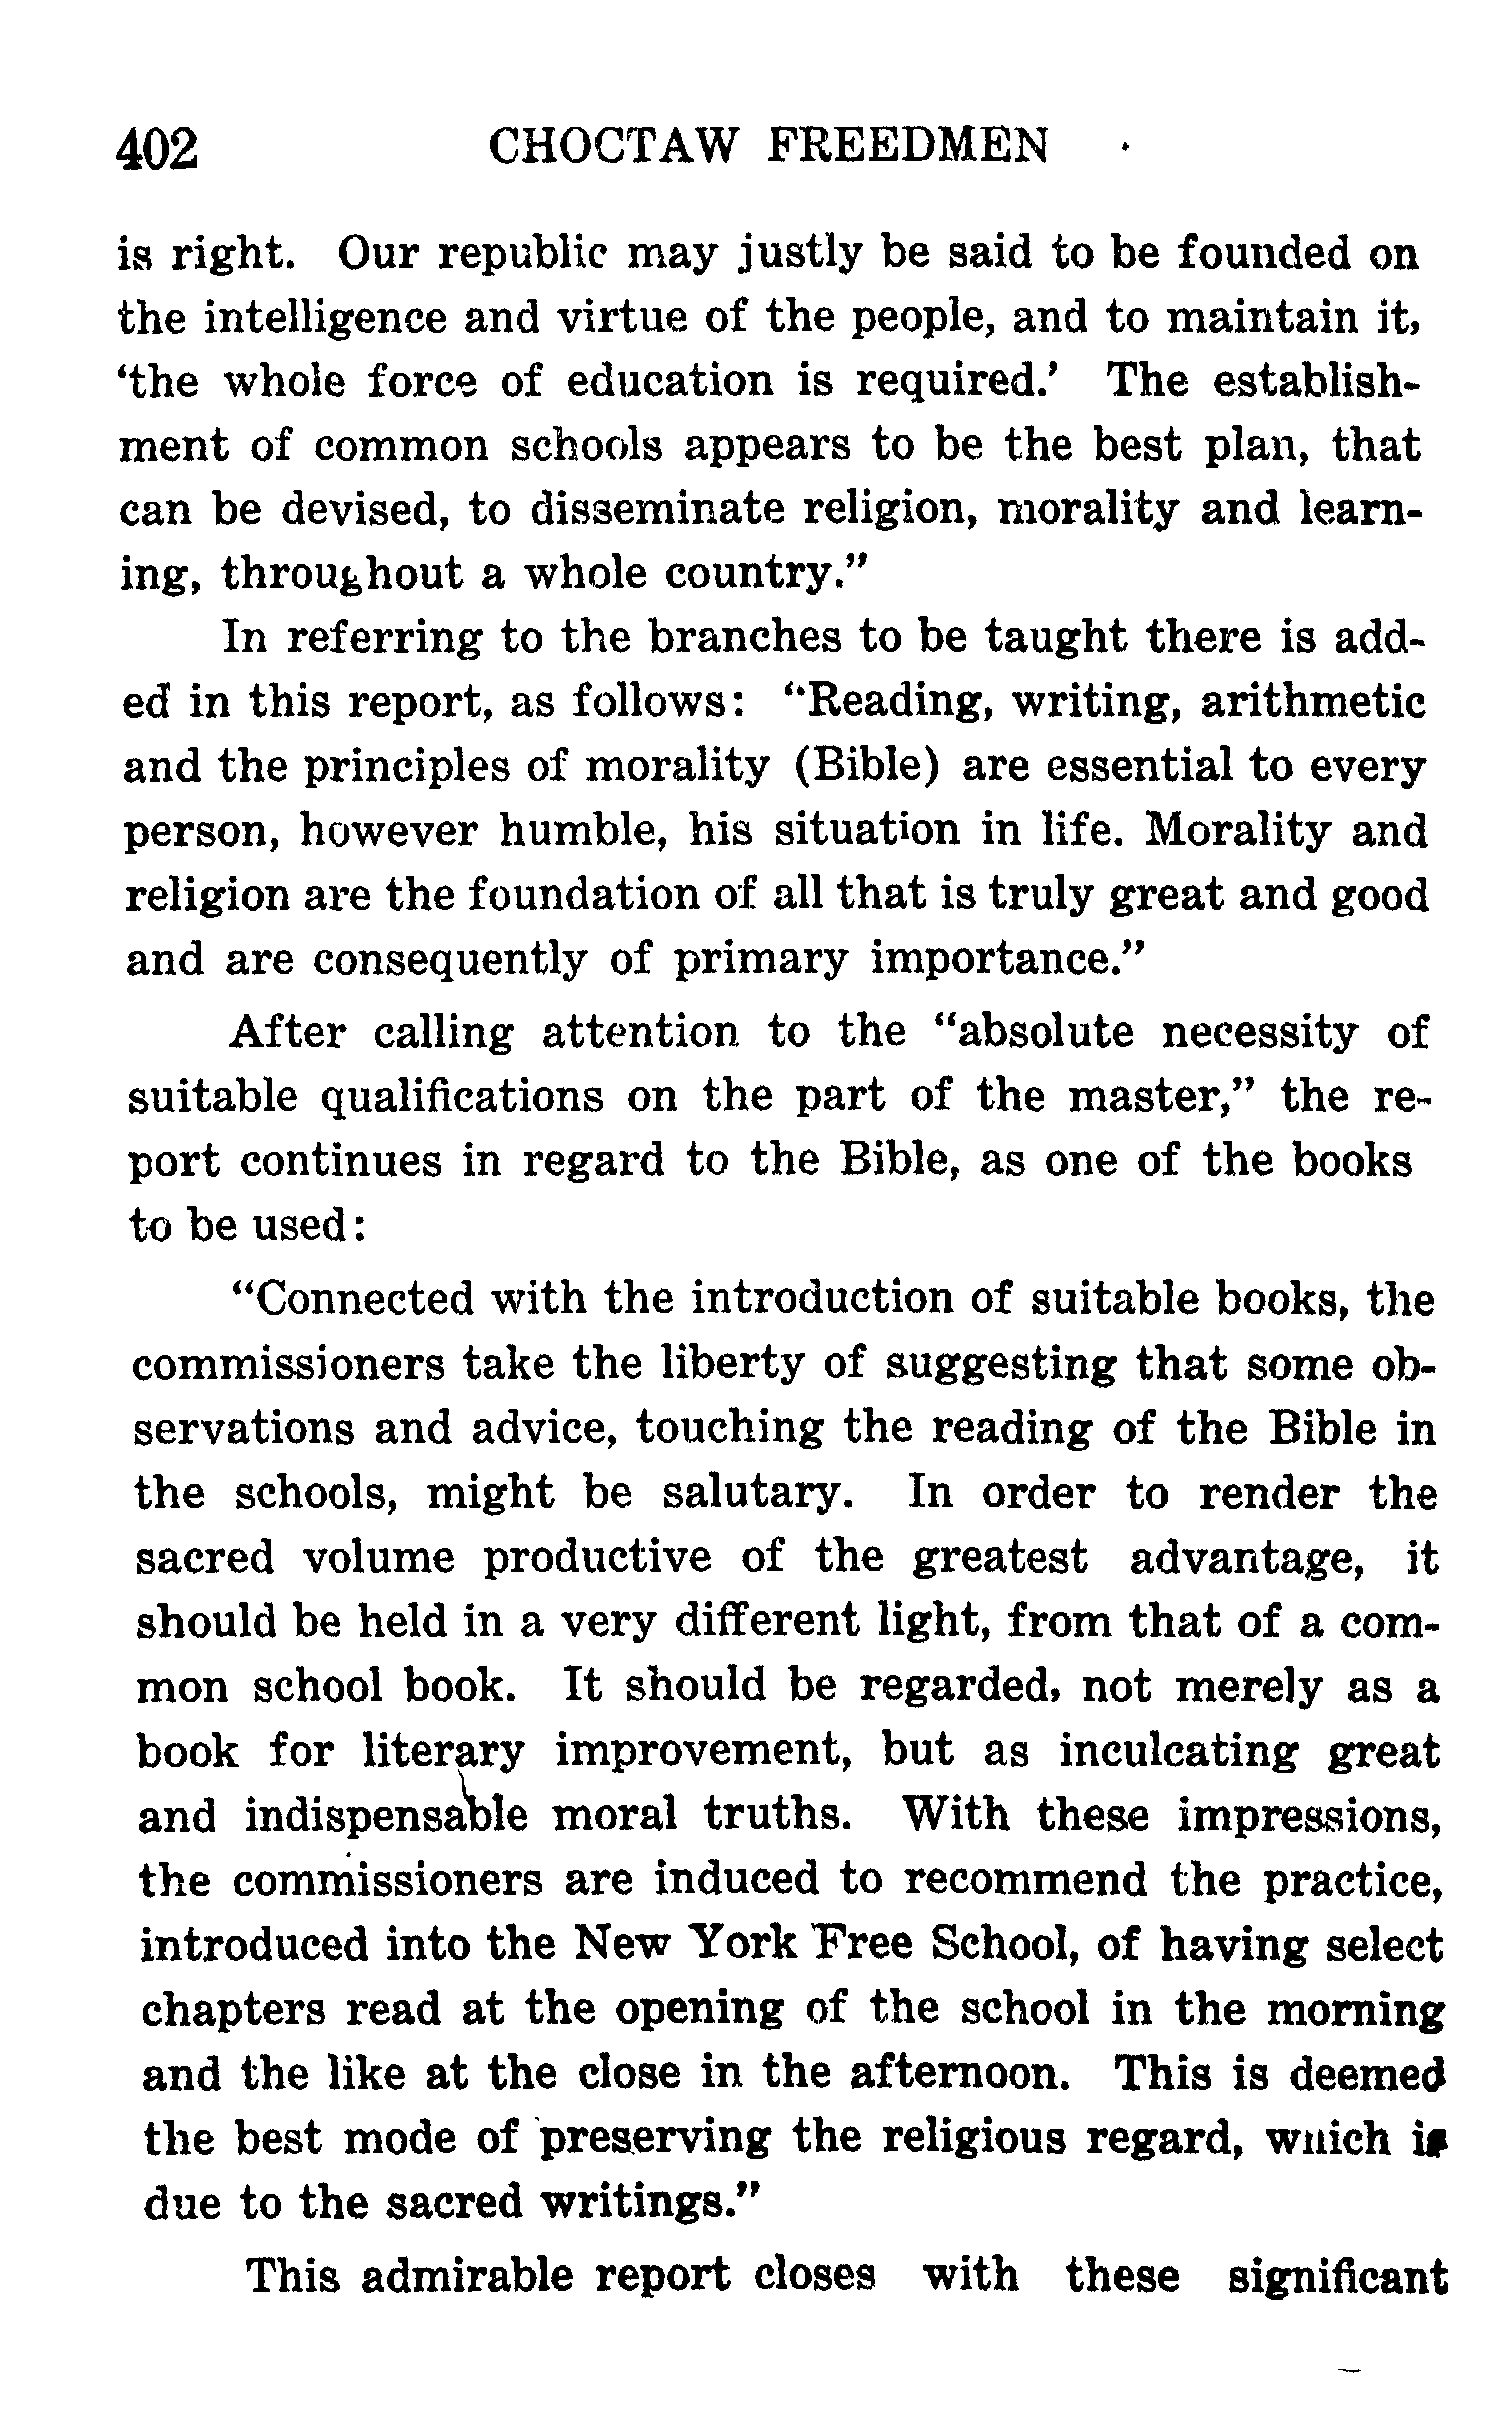 402 CHOCTAW FREEDMEN
is right. Our republic may justly be said to be founded on
the intelligence and virtue of the people, and to maintain it,
‘the whole force of education is required.’ The establish-
ment of common schools appears to be the best plan, that
can be devised, to disseminate religion, morality and learn-
ing, throughout a whole country.”
In referring to the branches to be taught there is add-
ed in this report, as follows: “Reading, writing, arithmetic
and the principles of morality (Bible) are essential to every
person, however humble, his situation in life. Morality and
religion are the foundation of all that is truly great and good
and are consequently of primary importance.”
After calling attention to the “absolute necessity of
suitable qualifications on the part of the master,” the re-
port continues in regard to the Bible, as one of the books
to be used:
“Connected with the introduction of suitable books, the
commissioners take the liberty of suggesting that some ob-
servations and advice, touching the reading of the Bible in
the schools, might be salutary. In order to render the
sacred volume productive of the greatest advantage, it
should be held in a very different light, from that of a com-
mon school book. It should be regarded, not merely as a
book for literary improvement, but as inculcating great
and indispensable moral truths. With these impressions,
the commissioners are induced to recommend the practice,
introduced into the New York Free School, of having select
chapters read at the opening of the school in the morning
and the like at the close in the afternoon. This is deemed
the best mode of preserving the religious regard, which is
due to the sacred writings.”
This admirable report closes with these significant